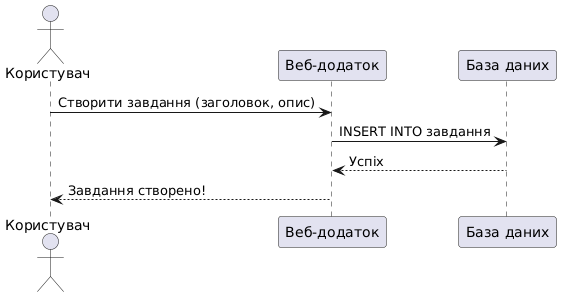 Користувач
Веб-додаток
База даних
Створити завдання (заголовок, опис)
INSERT INTO завдання
Успіх
Завдання створено!
Користувач
Веб-додаток
База даних